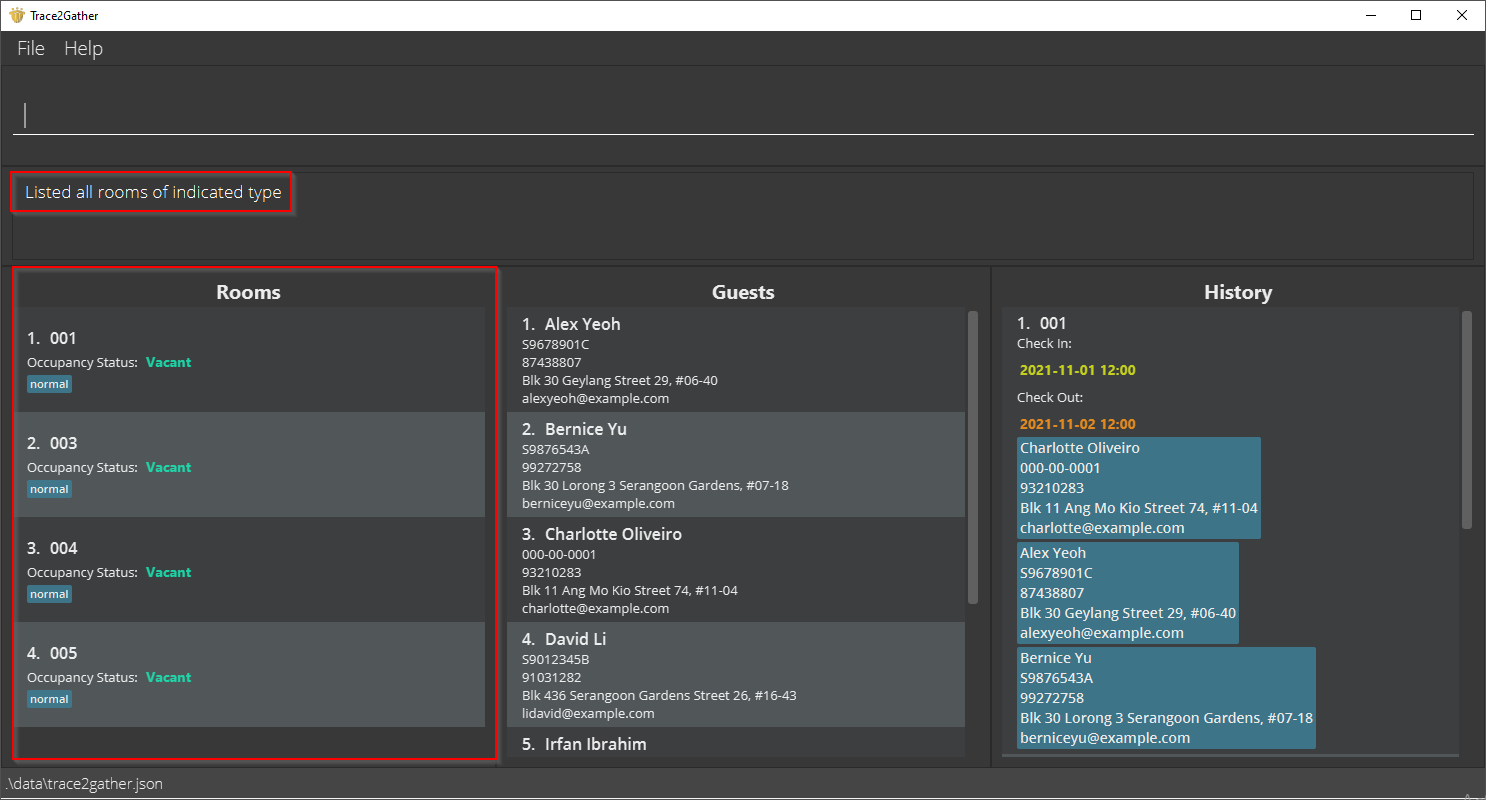 Trace2Gather
File Help
Listed all rooms of indicated type
Rooms
1. 001
Occupancy Status: Vacant
normal
2. 003
Occupancy Status: Vacant
normal
3. 004
Occupancy Status: Vacant
normal
4. 005
Occupancy Status: Vacant
normal
Guests
1. Alex Yeoh
S9678901C
87438807
Blk 30 Geylang Street 29, #06-40
alexyeoh@example.com
2. Bernice Yu
S9876543A
99272758
Blk 30 Lorong 3 Serangoon Gardens, #07-18
berniceyu@example.com
3. Charlotte Oliveiro
000-00-0001
93210283
Blk 11 Ang Mo Kio Street 74, #11-04
charlotte@example.com
4. David Li
S9012345B
91031282
Blk 436 Serangoon Gardens Street 26, #16-43
lidavid@example.com
5. Irfan Ibrahim
History
1. 001
Check In:
2021-11-01 12:00
Check Out:
2021-11-02 12:00
Charlotte Oliveiro
000-00-0001
93210283
Blk 11 Ang Mo Kio Street 74, #11-04
charlotte@example.com
Alex Yeoh
S9678901C
87438807
Blk 30 Geylang Street 29, #06-40
alexyeoh@example.com
Bernice Yu
S9876543A
99272758
Blk 30 Lorong 3 Serangoon Gardens, #07-18
berniceyu@example.com
.\data\trace2gather.json